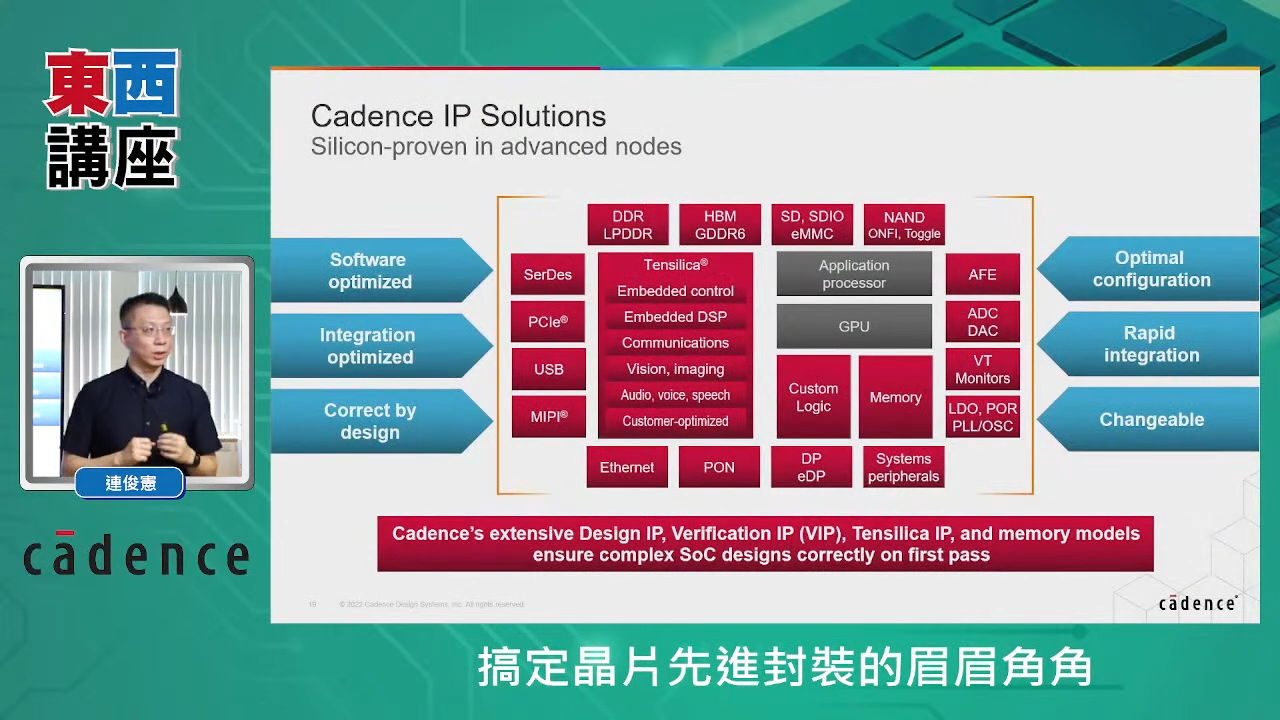 東西
講座
連俊憲
cādence
Cadence IP Solutions
Silicon-proven in advanced nodes
Software
optimized
Integration
optimized
Correct by
design
DDR
LPDDR
HBM
GDDR6
SD, SDIO
eMMC
NAND
ONFI, Toggle
SerDes
PCIe®
USB
MIPI®
Tensilica®
Embedded control
Embedded DSP
Communications
Vision, imaging
Audio, voice, speech
Customer-optimized
Application
processor
GPU
Custom
Logic
Memory
AFE
ADC
DAC
VT
Monitors
LDO, POR
PLL/OSC
Ethernet
PON
DP
eDP
Systems
peripherals
Optimal
configuration
Rapid
integration
Changeable
Cadence’s extensive Design IP, Verification IP (VIP), Tensilica IP, and memory models
ensure complex SoC designs correctly on first pass
19 © 2022 Cadence Design Systems, Inc. All rights reserved.
cādence®
搞定晶片先進封裝的眉眉角角